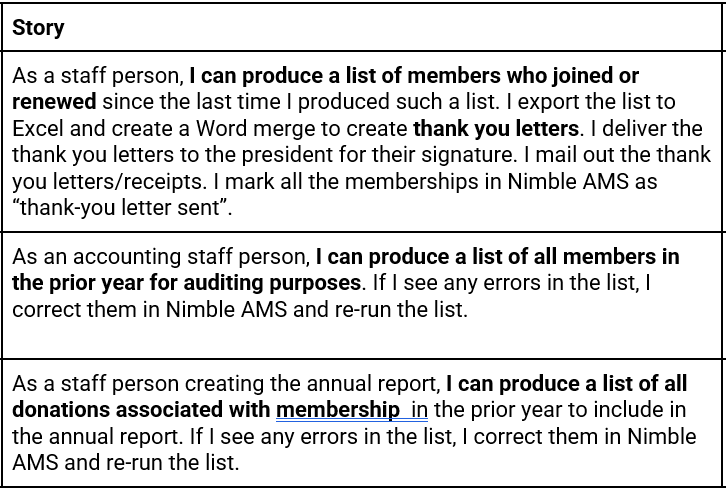 Story
As a staff person, I can produce a list of members who joined or
renewed since the last time I produced such a list. I export the list to
Excel and create a Word merge to create thank you letters. I deliver the
thank you letters to the president for their signature. I mail out the thank
you letters/receipts. I mark all the memberships in Nimble AMS as
“thank-you letter sent”.
As an accounting staff person, I can produce a list of all members in
the prior year for auditing purposes. If I see any errors in the list, I
correct them in Nimble AMS and re-run the list.
As a staff person creating the annual report, I can produce a list of all
donations associated with membership  in the prior year to include in
the annual report. If I see any errors in the list, I correct them in Nimble
AMS and re-run the list.